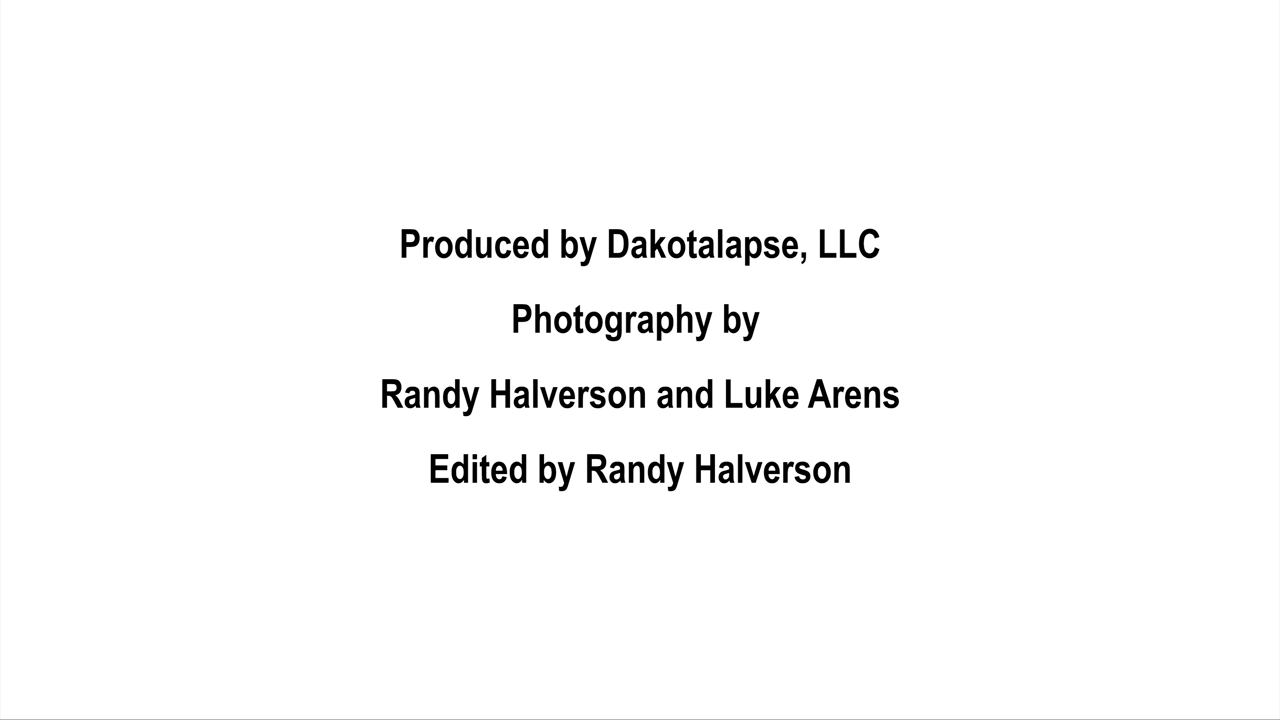 Produced by Dakotalapse, LLC
Photography by
Randy Halverson and Luke Arens
Edited by Randy Halverson